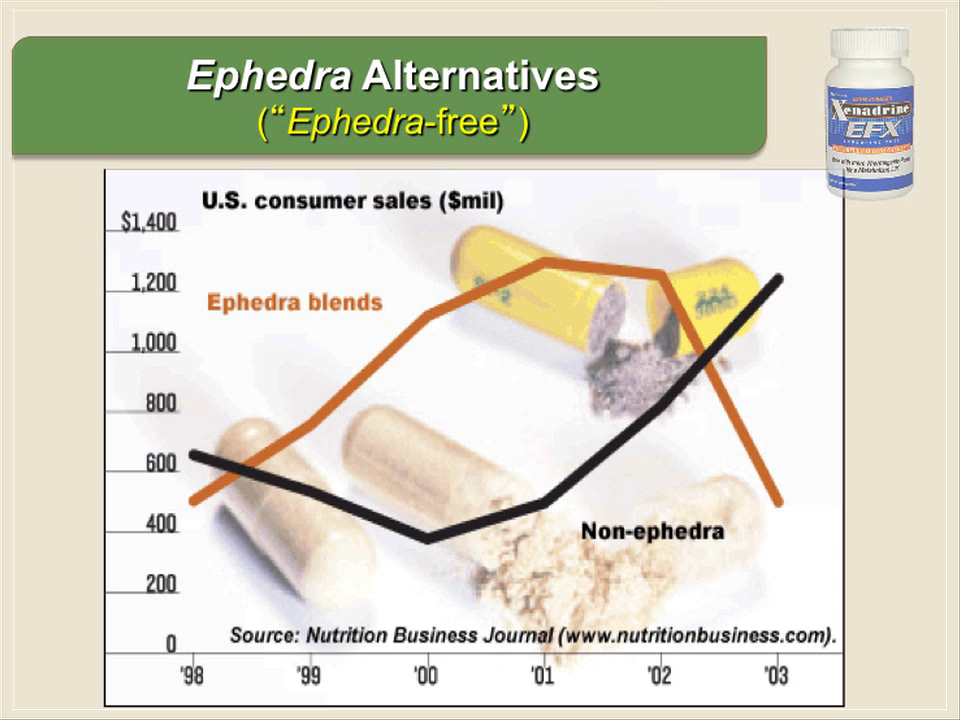 Ephedra Alternatives
(“Ephedra-free”)
Xenadrine
EFX
U.S. consumer sales ($mil)
$1,400
1,200
1,000
800
600
400
200
0
Ephedra blends
Non-ephedra
Source: Nutrition Business Journal (www.nutritionbusiness.com).
'98 '99 '00 '01 '02 '03